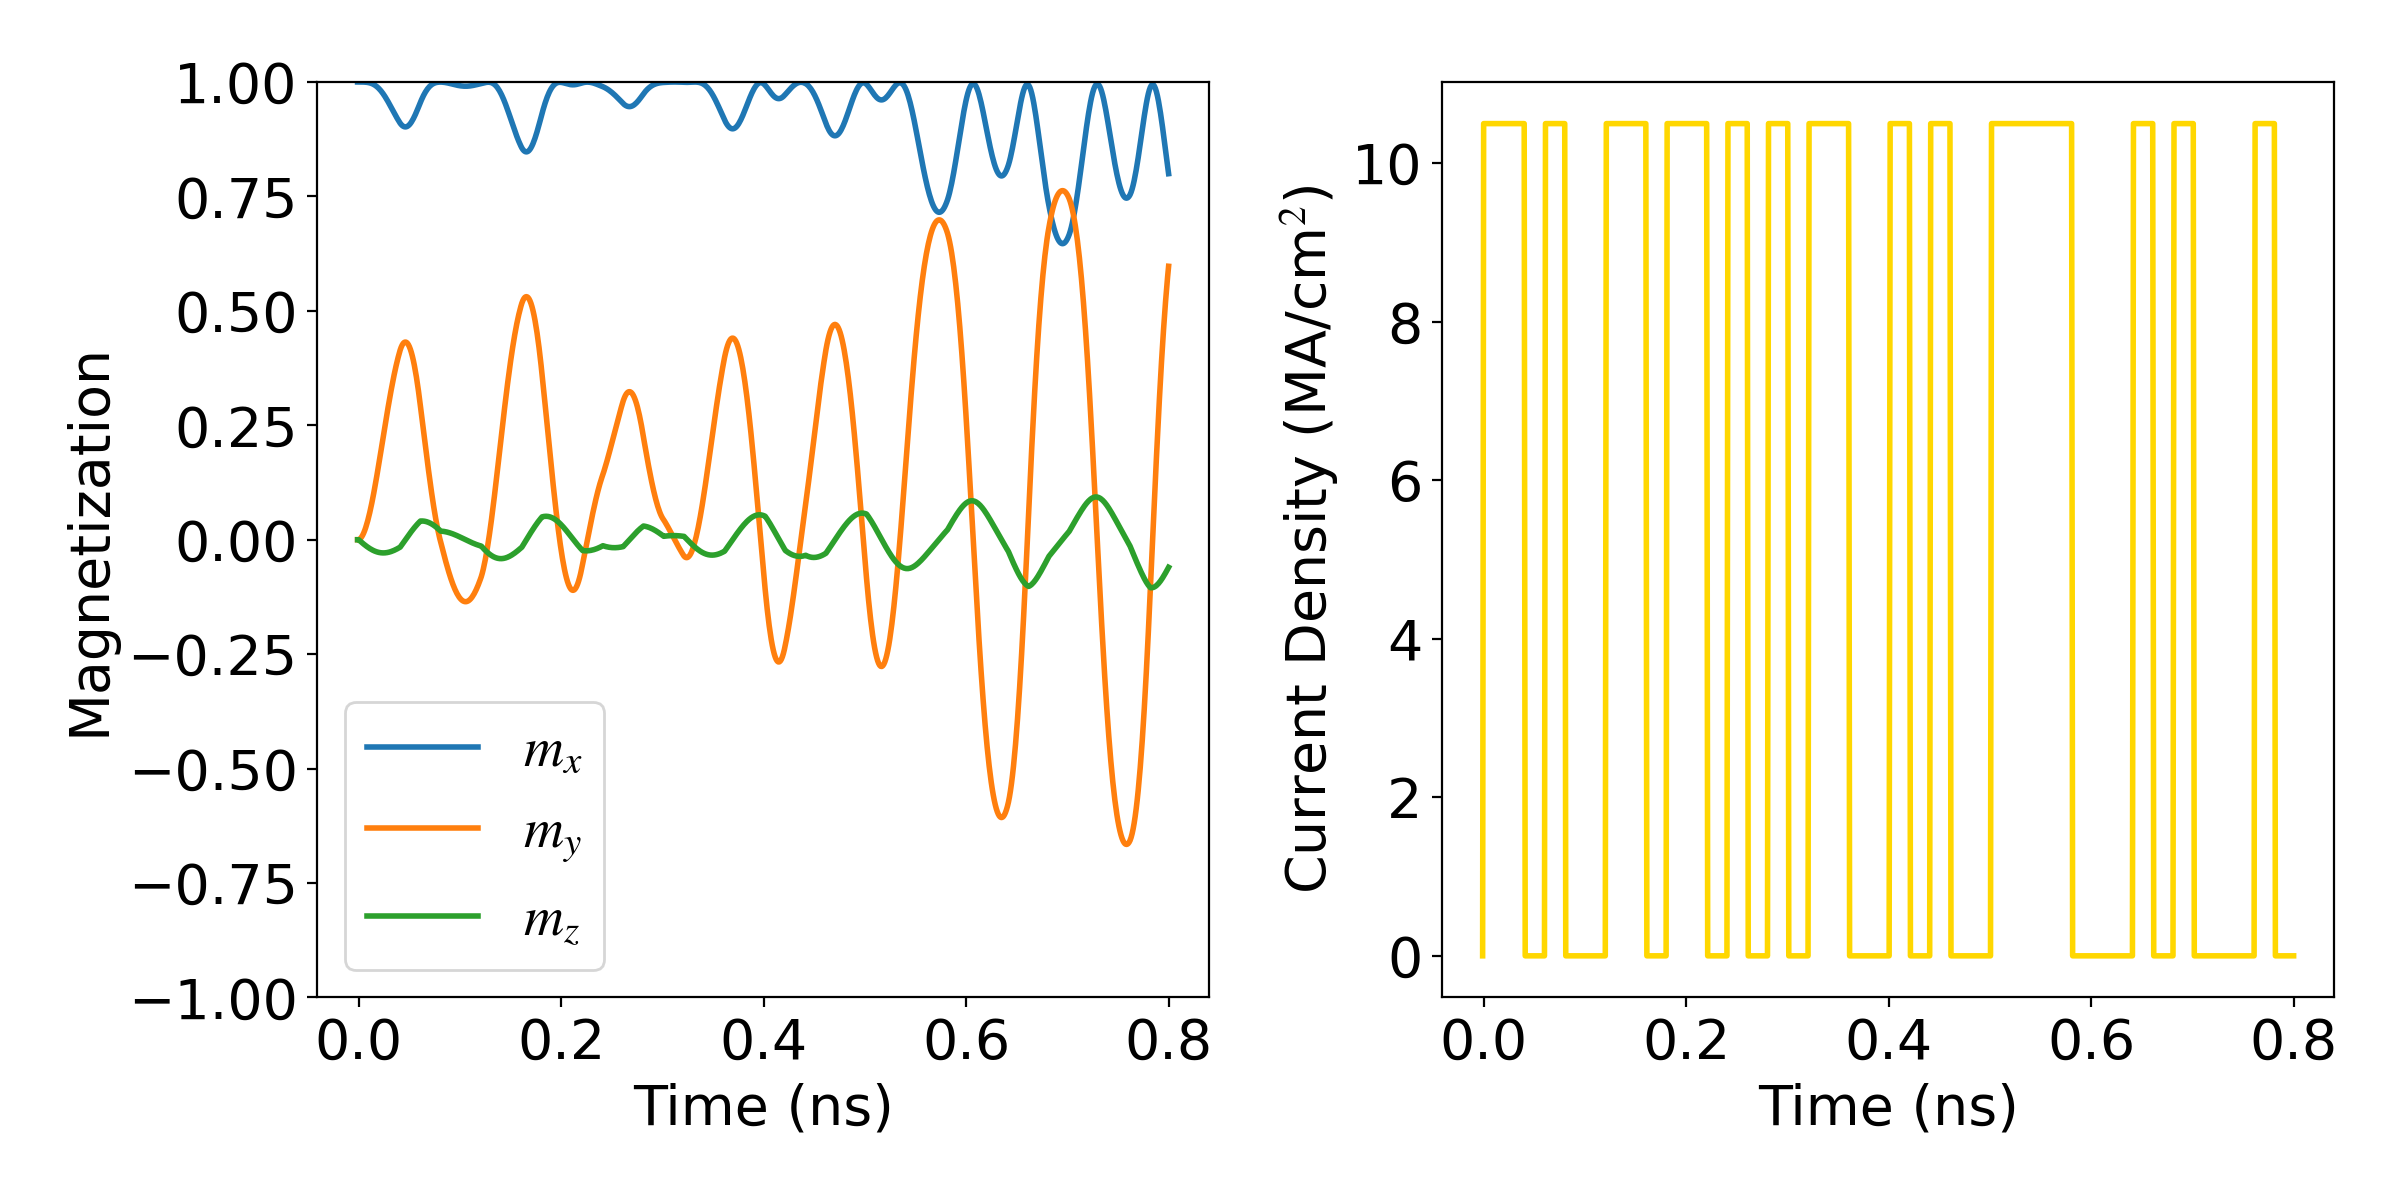 1.00
0.75
0.50
0.25
0.00
−0.25
−0.50
−0.75
−1.00
Magnetization
m_x
m_y
m_z
0.0 0.2 0.4 0.6 0.8
Time (ns)
10
8
6
4
2
0
Current Density (MA/cm²)
0.0 0.2 0.4 0.6 0.8
Time (ns)